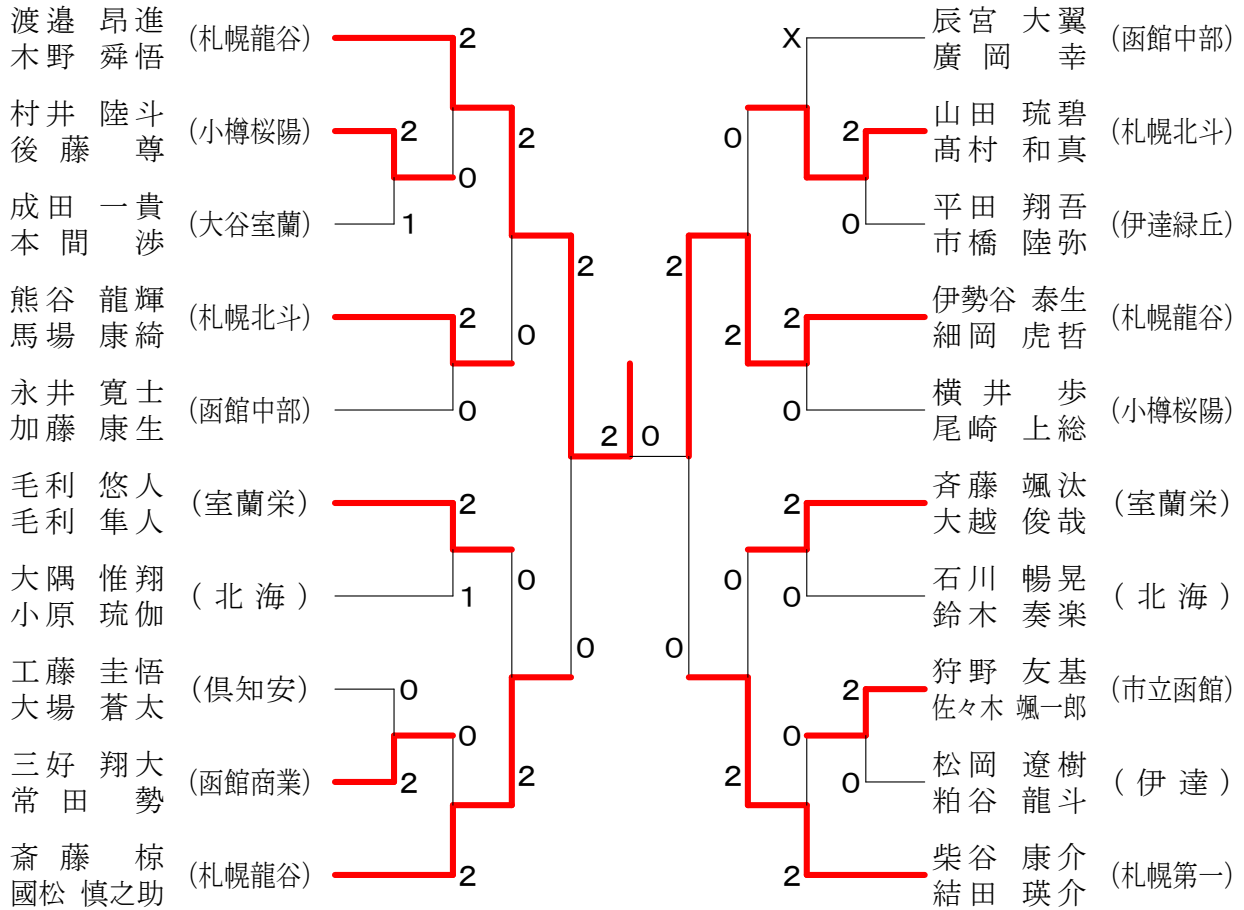 渡邉 昂進
木野 舜悟
(札幌龍谷)
2
村井 陸斗
後藤 尊
(小樽桜陽)
2
0
成田 一貴
本間 渉
(大谷室蘭)
1
2
熊谷 龍輝
馬場 康綺
(札幌北斗)
2
0
永井 寛士
加藤 康生
(函館中部)
0
2
毛利 悠人
毛利 隼人
(室蘭栄)
2
大隅 惟翔
小原 琉伽
(北海)
1
0
工藤 圭悟
大場 蒼太
(倶知安)
0
0
三好 翔大
常田 勢
(函館商業)
2
2
斎藤 椋
國松 慎之助
(札幌龍谷)
2
0
2 0
X
辰宮 大翼
廣岡 幸
(函館中部)
0
2
山田 琉碧
髙村 和真
(札幌北斗)
0
平田 翔吾
市橋 陸弥
(伊達緑丘)
2
2
2
伊勢谷 泰生
細岡 虎哲
(札幌龍谷)
0
横井 歩
尾崎 上総
(小樽桜陽)
2
斉藤 颯汰
大越 俊哉
(室蘭栄)
0
0
石川 暢晃
鈴木 奏楽
(北海)
0
2
狩野 友基
佐々木 颯一郎
(市立函館)
0
0
松岡 遼樹
粕谷 龍斗
(伊達)
2
2
柴谷 康介
結田 瑛介
(札幌第一)